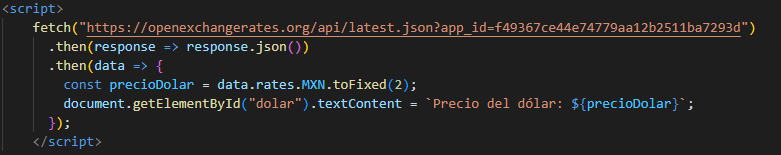 <script>
fetch("https://openexchangerates.org/api/latest.json?app_id=f49367ce44e74779aa12b2511ba7293d")
.then(response => response.json())
.then(data => {
const precioDolar = data.rates.MXN.toFixed(2);
document.getElementById("dolar").textContent = `Precio del dólar: ${precioDolar}`;
});
</script>